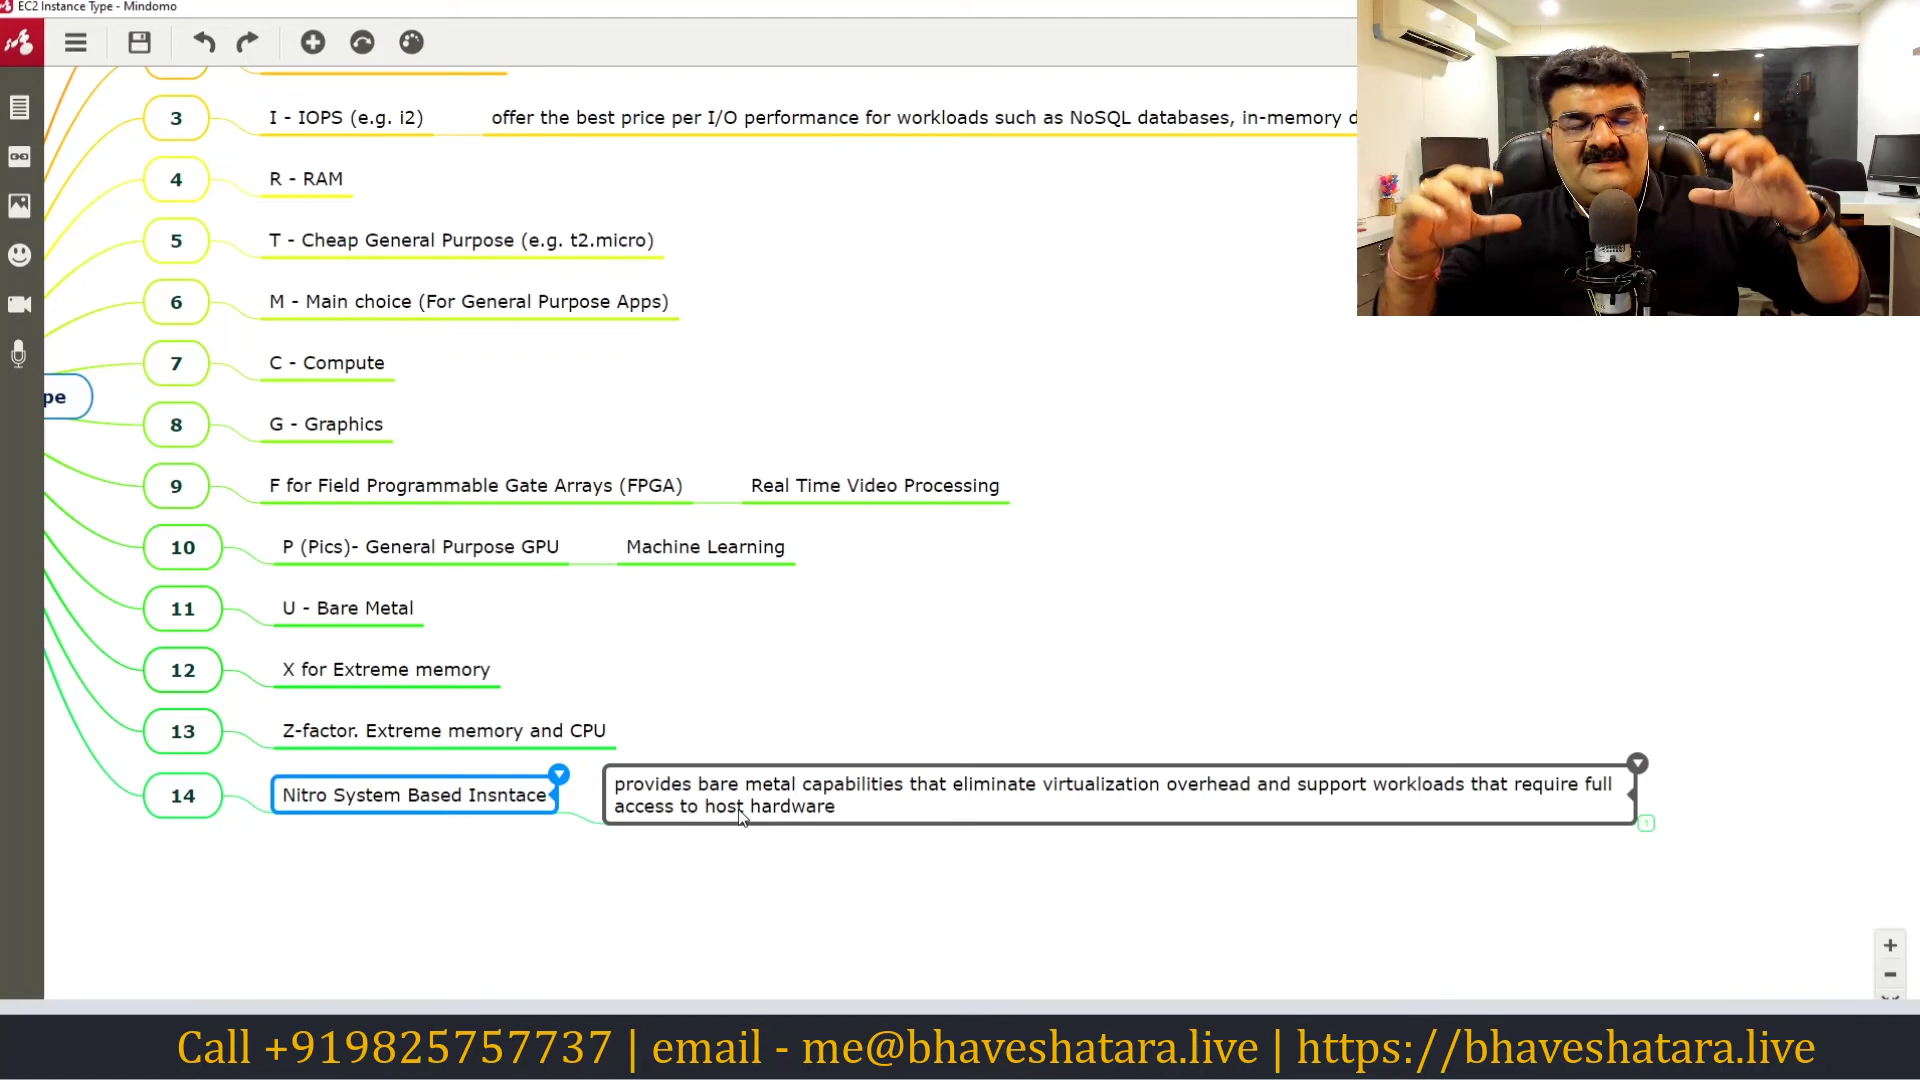 EC2 Instance Type - Mindomo
3
I - IOPS (e.g. i2)
offer the best price per I/O performance for workloads such as NoSQL databases, in-memory d
4
R - RAM
5
T - Cheap General Purpose (e.g. t2.micro)
6
M - Main choice (For General Purpose Apps)
7
C - Compute
pe
8
G - Graphics
9
F for Field Programmable Gate Arrays (FPGA)
Real Time Video Processing
10
P (Pics)- General Purpose GPU
Machine Learning
11
U - Bare Metal
12
X for Extreme memory
13
Z-factor. Extreme memory and CPU
14
Nitro System Based Insntace
provides bare metal capabilities that eliminate virtualization overhead and support workloads that require full
access to host hardware
1
Call +919825757737 | email - me@bhaveshatara.live | https://bhaveshatara.live